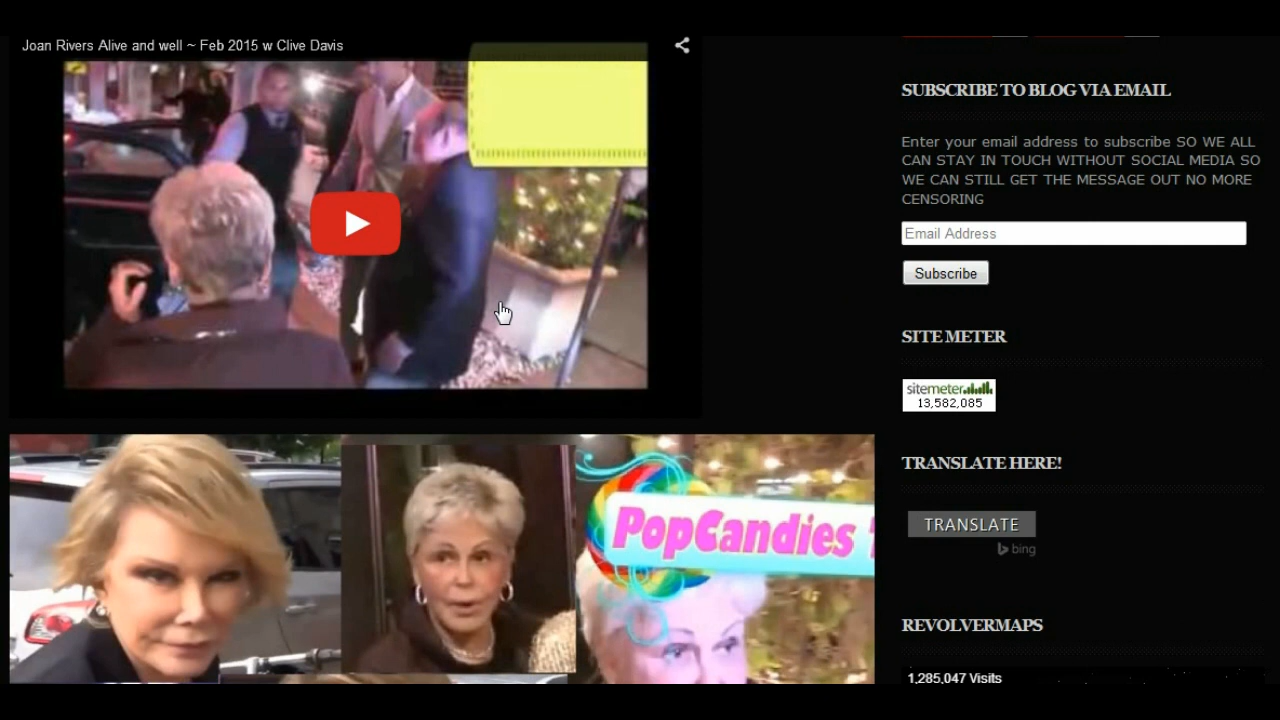 Joan Rivers Alive and well ~ Feb 2015 w Clive Davis
PopCandies
SUBSCRIBE TO BLOG VIA EMAIL
Enter your email address to subscribe SO WE ALL
CAN STAY IN TOUCH WITHOUT SOCIAL MEDIA SO
WE CAN STILL GET THE MESSAGE OUT NO MORE
CENSORING
Email Address
Subscribe
SITE METER
sitemeter
13,582,085
TRANSLATE HERE!
TRANSLATE
bing
REVOLVERMAPS
1,285,047 Visits